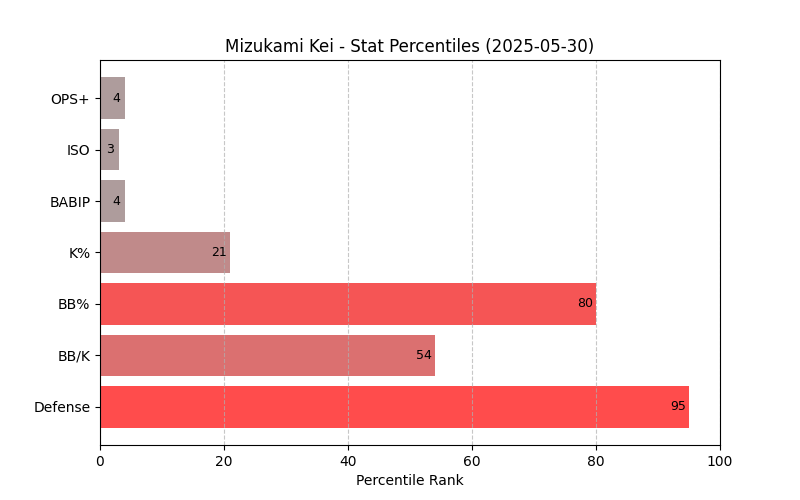 Mizukami Kei - Stat Percentiles (2025-05-30)
OPS+ 4
ISO 3
BABIP 4
K% 21
BB% 80
BB/K 54
Defense 95
0 20 40 60 80 100
Percentile Rank